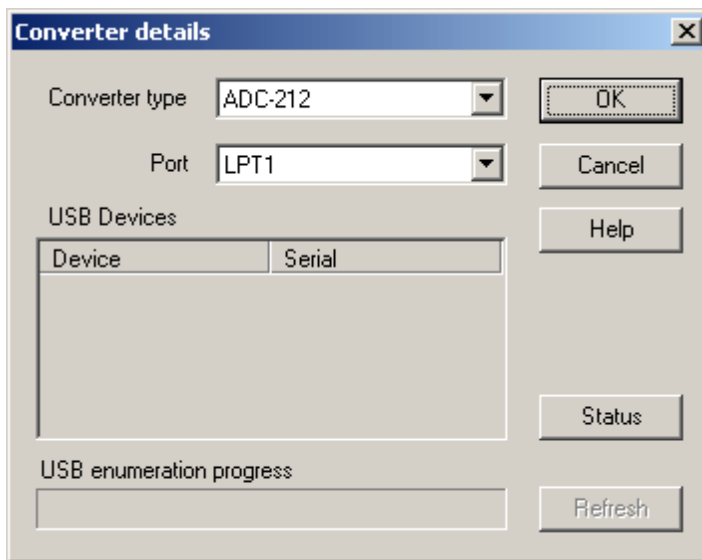 Converter details
Converter type ADC-212 OK
Port LPT1 Cancel
USB Devices Help
Device Serial
Status
USB enumeration progress
Refresh